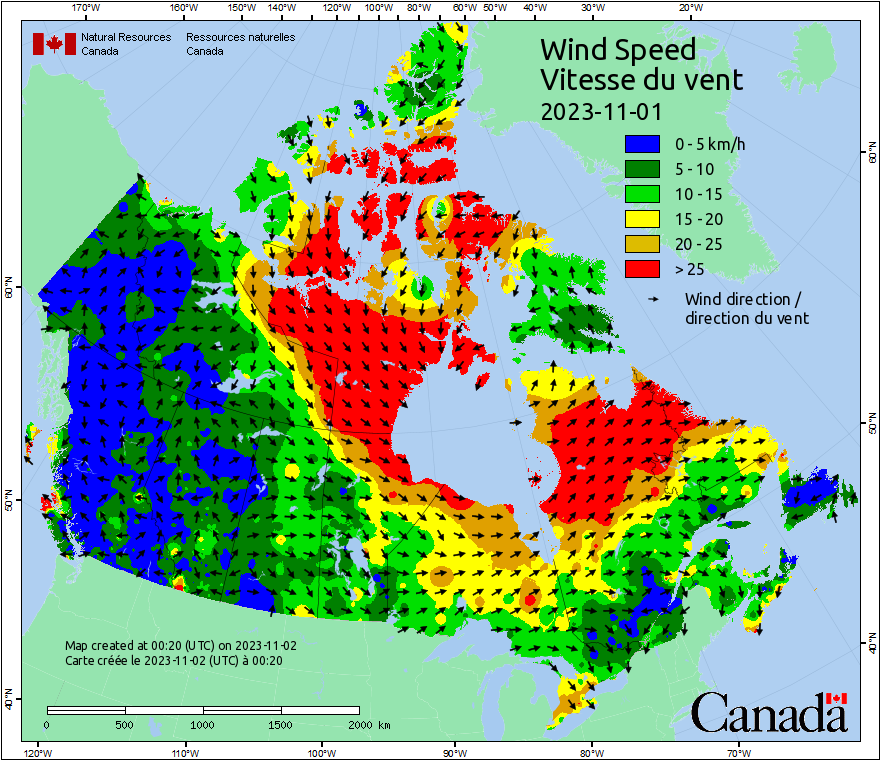 170°W 160°W 150°W 140°W 120°W 100°W 80°W 60°W 50°W 40°W 30°W 20°W
Natural Resources Ressources naturelles
Canada Canada
Wind Speed
Vitesse du vent
2023-11-01
0 - 5 km/h
5 - 10
10 - 15
15 - 20
20 - 25
> 25
Wind direction /
direction du vent
60°N
60°N
50°N
50°N
40°N
40°N
Map created at 00:20 (UTC) on 2023-11-02
Carte créée le 2023-11-02 (UTC) à 00:20
0 500 1000 1500 2000 km
Canada
120°W 110°W 100°W 90°W 80°W 70°W